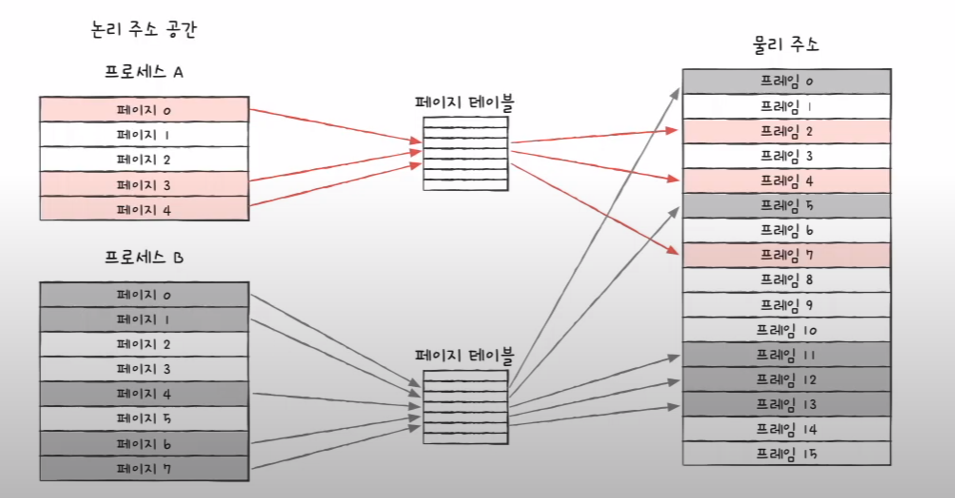 논리 주소 공간
프로세스 A
페이지 0
페이지 1
페이지 2
페이지 3
페이지 4
프로세스 B
페이지 0
페이지 1
페이지 2
페이지 3
페이지 4
페이지 5
페이지 6
페이지 7
페이지 테이블
페이지 테이블
물리 주소
프레임 0
프레임 1
프레임 2
프레임 3
프레임 4
프레임 5
프레임 6
프레임 7
프레임 8
프레임 9
프레임 10
프레임 11
프레임 12
프레임 13
프레임 14
프레임 15